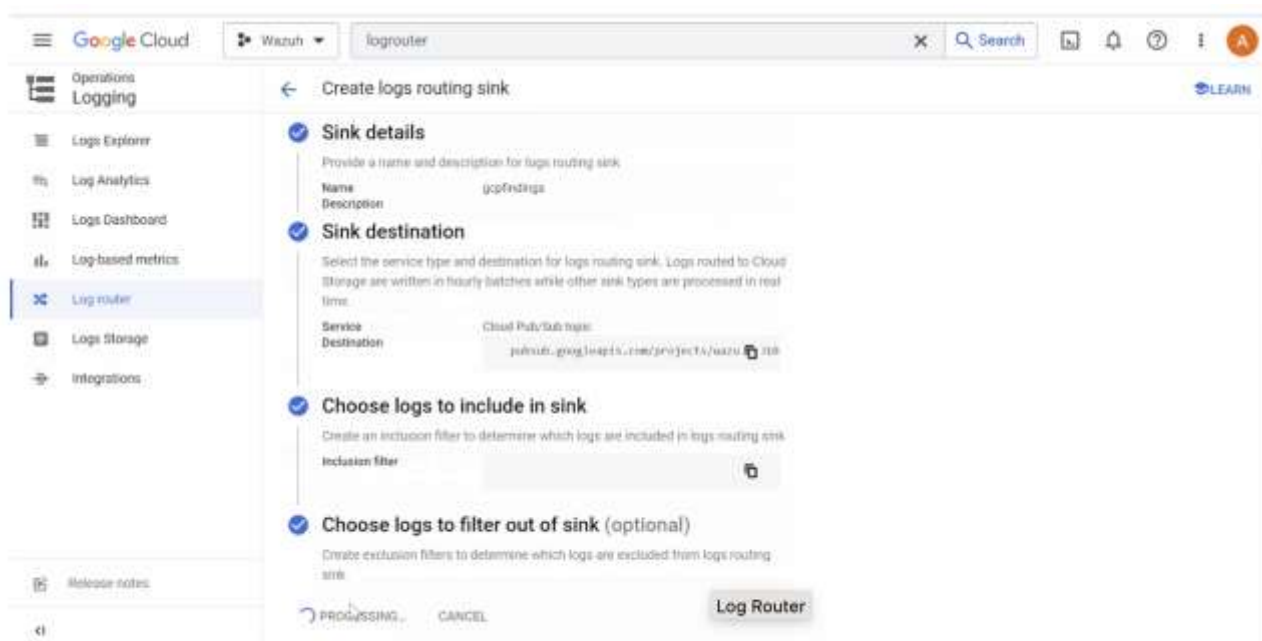 Google Cloud
Wazuh
logrouter
Search
A
Operations
Logging
Create logs routing sink
LEARN
Logs Explorer
Log Analytics
Logs Dashboard
Log-based metrics
Log router
Logs Storage
Integrations
Release notes
Sink details
Provide a name and description for logs routing sink
Name gcpfindings
Description
Sink destination
Select the service type and destination for logs routing sink. Logs routed to Cloud
Storage are written in hourly batches while other sink types are processed in real
time.
Service Cloud Pub/Sub topic
Destination pubsub.googleapis.com/projects/wazu
Choose logs to include in sink
Create an inclusion filter to determine which logs are included in logs routing sink
Inclusion filter
Choose logs to filter out of sink (optional)
Create exclusion filters to determine which logs are excluded from logs routing
sink
PROCESSING...
CANCEL
Log Router